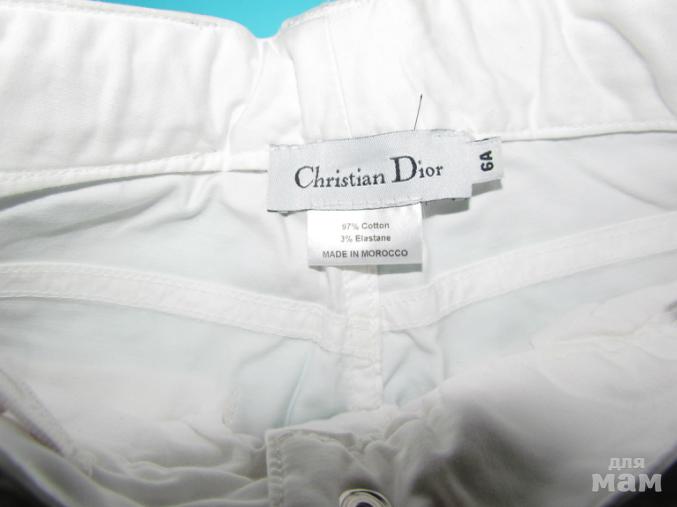 Christian Dior
6A
97% Cotton
3% Elastane
MADE IN MOROCCO
для
мам